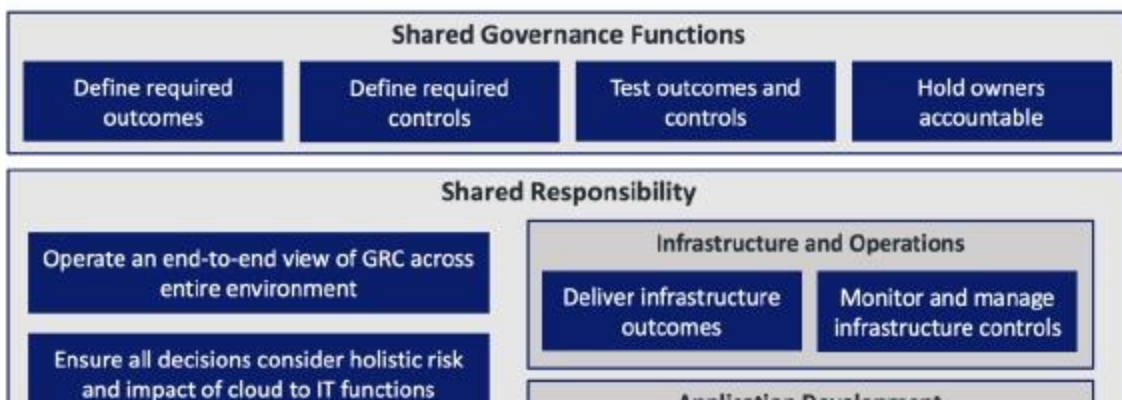 Shared Governance Functions
Define required
outcomes
Define required
controls
Test outcomes and
controls
Hold owners
accountable
Shared Responsibility
Operate an end-to-end view of GRC across
entire environment
Ensure all decisions consider holistic risk
and impact of cloud to IT functions
Infrastructure and Operations
Deliver infrastructure
outcomes
Monitor and manage
infrastructure controls
Application Development